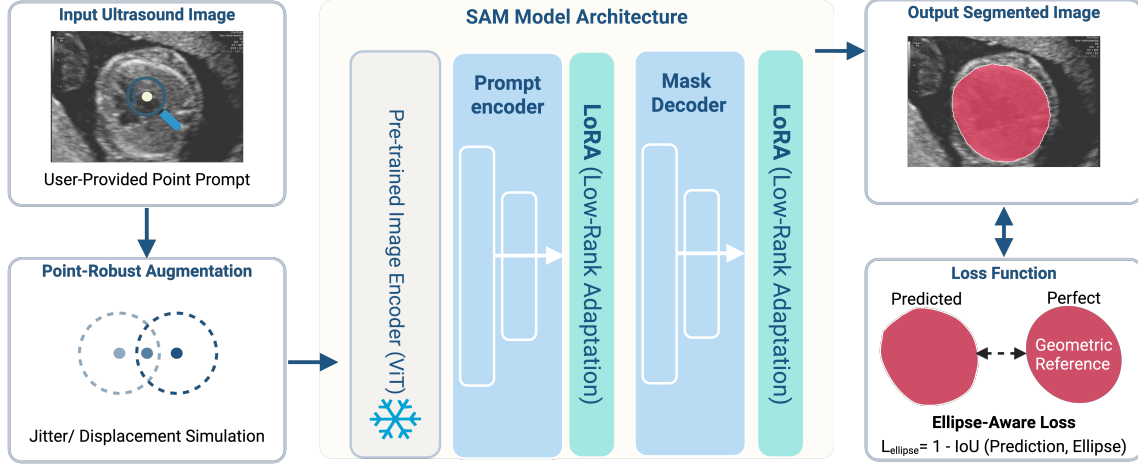 Input Ultrasound Image
User-Provided Point Prompt
Point-Robust Augmentation
Jitter/ Displacement Simulation
SAM Model Architecture
Pre-trained Image Encoder (ViT)
Prompt
encoder
LoRA (Low-Rank Adaptation)
Mask
Decoder
LoRA (Low-Rank Adaptation)
Output Segmented Image
Loss Function
Predicted
Perfect
Geometric
Reference
Ellipse-Aware Loss
Lellipse= 1 - IoU (Prediction, Ellipse)